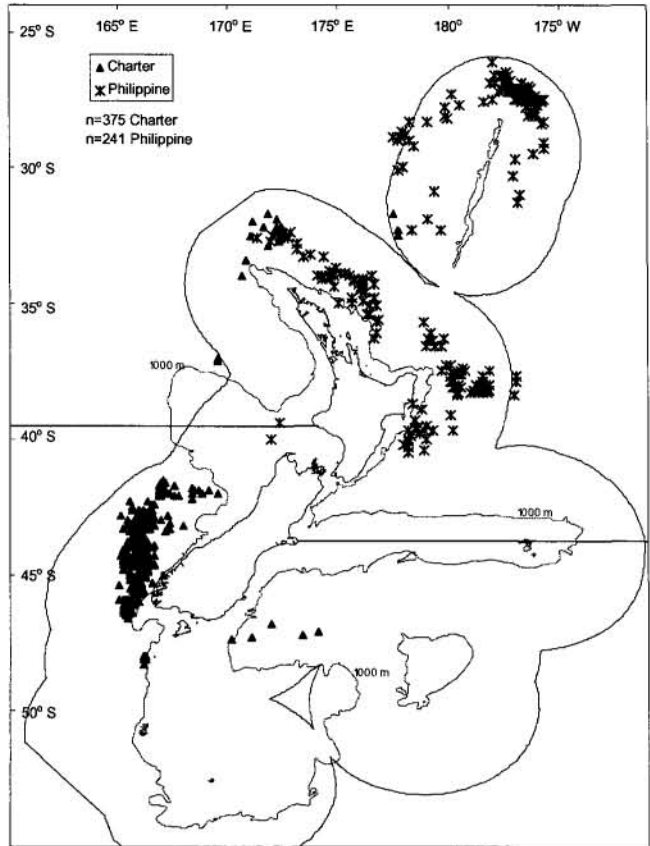 165° E 170° E 175° E 180° W 175° W
25° S
▲ Charter
Philippine
n=375 Charter
n=241 Philippine
30° S
35° S
1000 m
40° S
1000 m
45° S
1000 m
50° S